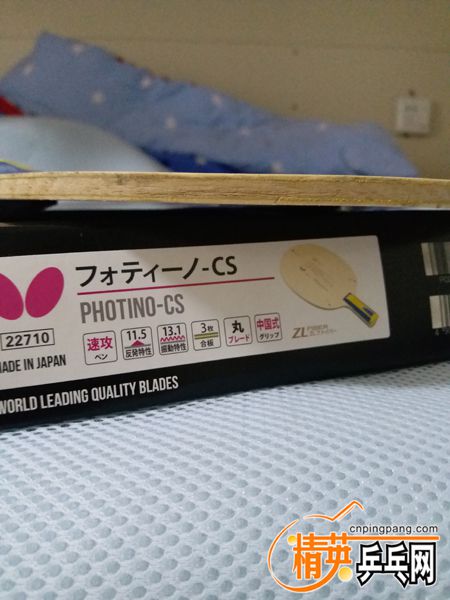 フォティーノ-CS
PHOTINO-CS
22710
速攻 ペン
11.5 反発特性
13.1 振動特性
3枚 合板
丸 ブレード
中国式 グリップ
ZL
MADE IN JAPAN
WORLD LEADING QUALITY BLADES
cnpingpang.com
精英乒乓网